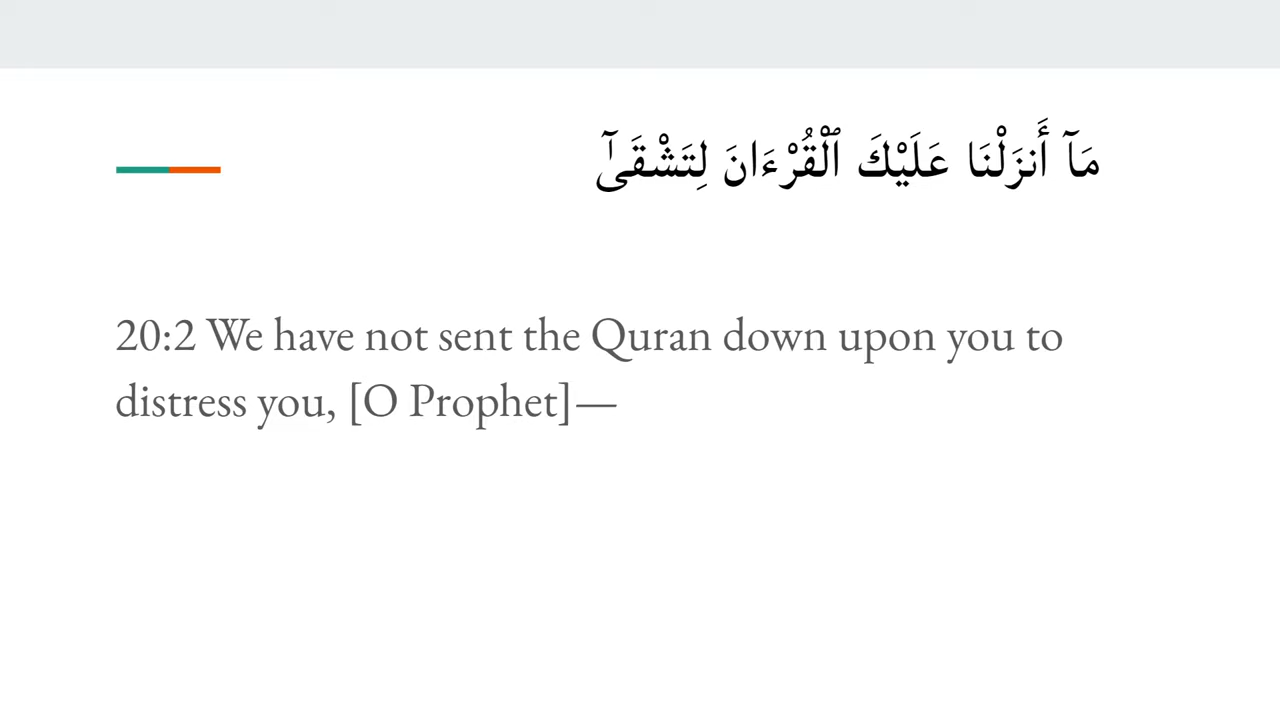 مَآ أَنزَلْنَا عَلَيْكَ ٱلْقُرْءَانَ لِتَشْقَىٰٓ
20:2 We have not sent the Quran down upon you to
distress you, [O Prophet]—